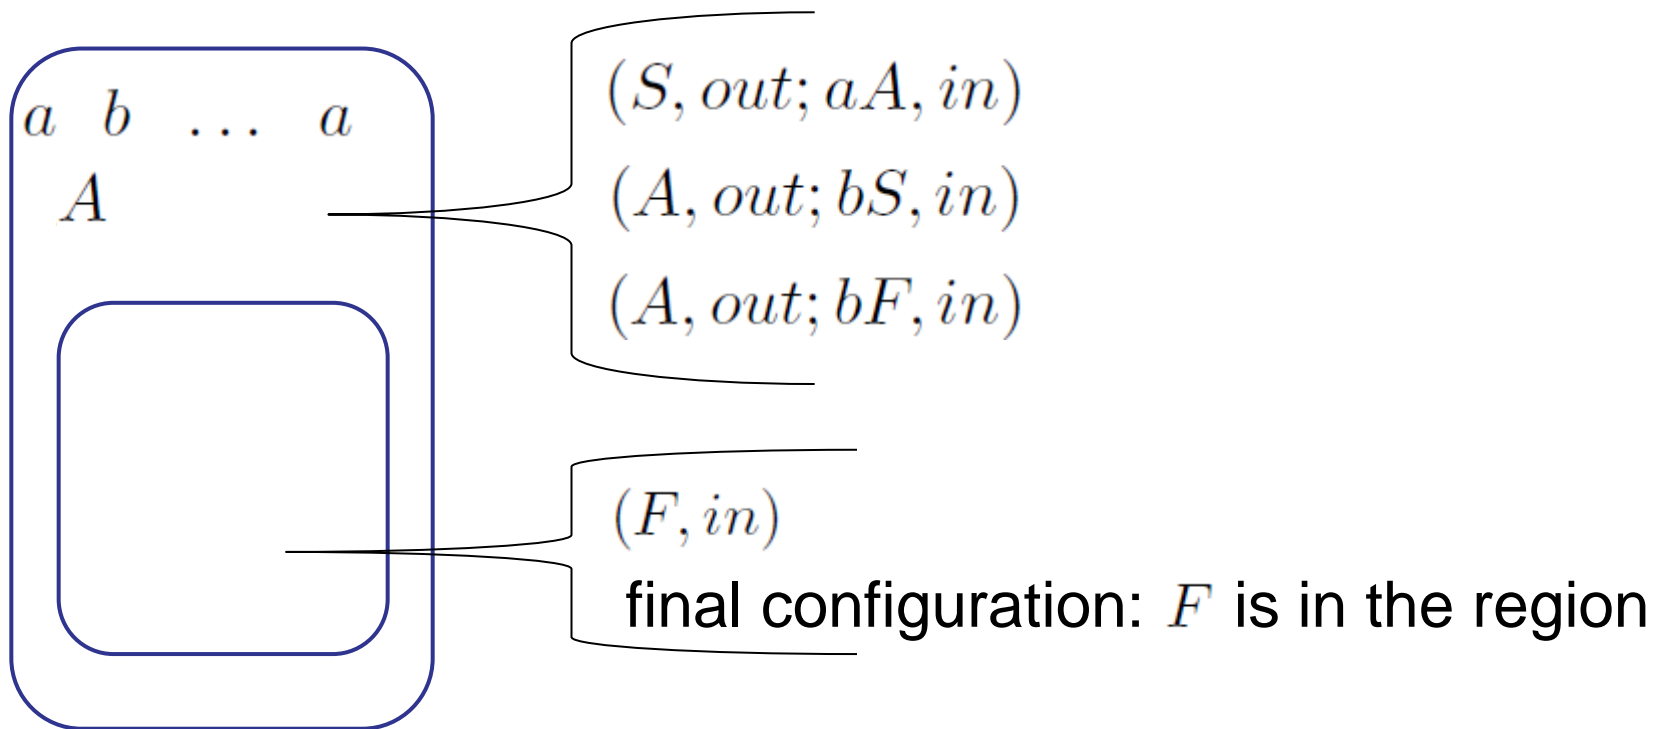 a b ... a
A
(S, out; aA, in)
(A, out; bS, in)
(A, out; bF, in)
(F, in)
final configuration: F is in the region